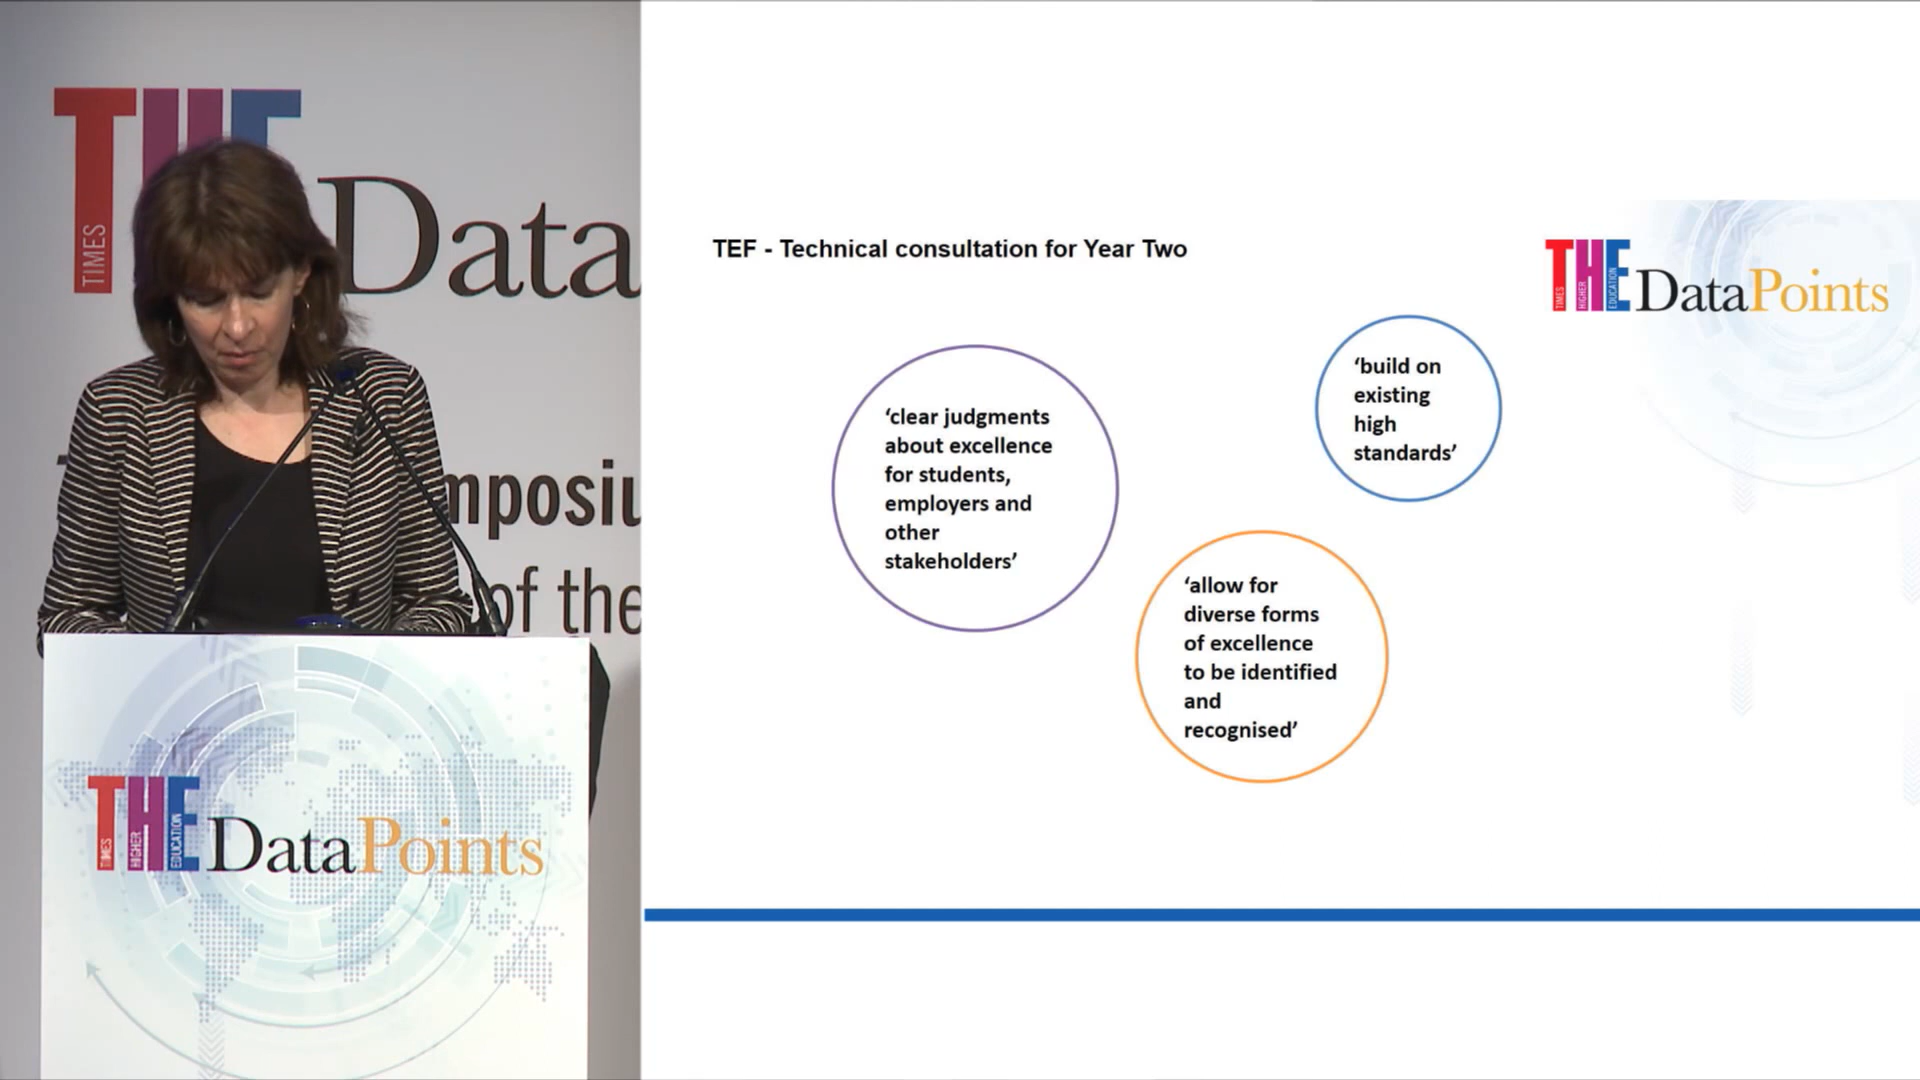 THE
TIMES
Data
mposiu
of the
THE DataPoints
TIMES
HIGHER
EDUCATION
TEF - Technical consultation for Year Two
THE DataPoints
TIMES
HIGHER
EDUCATION
‘clear judgments
about excellence
for students,
employers and
other
stakeholders’
‘build on
existing
high
standards’
‘allow for
diverse forms
of excellence
to be identified
and
recognised’